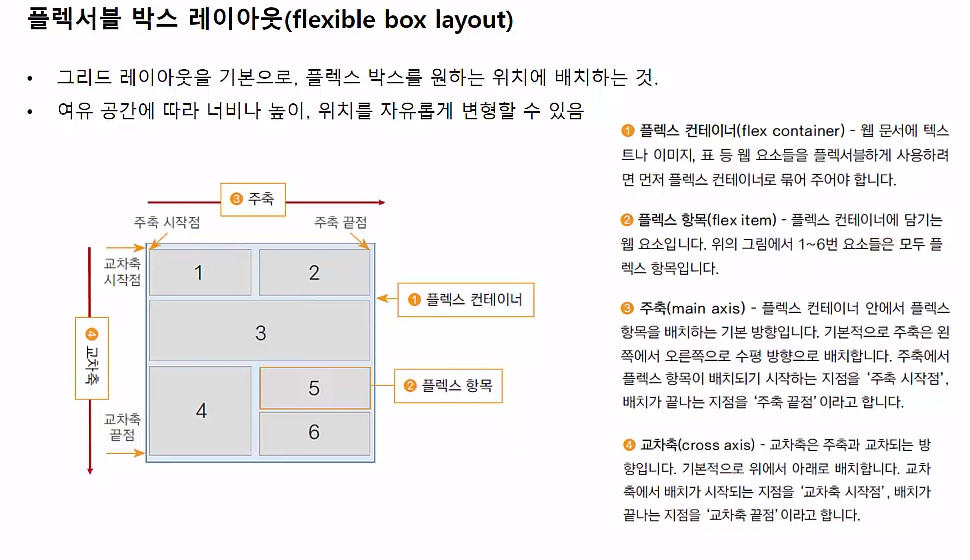 플렉서블 박스 레이아웃(flexible box layout)
• 그리드 레이아웃을 기본으로, 플렉스 박스를 원하는 위치에 배치하는 것.
• 여유 공간에 따라 너비나 높이, 위치를 자유롭게 변형할 수 있음
❸ 주축
주축 시작점
주축 끝점
교차축
시작점
❹ 교차축
교차축
끝점
1
2
3
4
5
6
❶ 플렉스 컨테이너
❷ 플렉스 항목
❶ 플렉스 컨테이너(flex container) - 웹 문서에 텍스
트나 이미지, 표 등 웹 요소들을 플렉서블하게 사용하려
면 먼저 플렉스 컨테이너로 묶어 주어야 합니다.
❷ 플렉스 항목(flex item) - 플렉스 컨테이너에 담기는
웹 요소입니다. 위의 그림에서 1~6번 요소들은 모두 플
렉스 항목입니다.
❸ 주축(main axis) - 플렉스 컨테이너 안에서 플렉스
항목을 배치하는 기본 방향입니다. 기본적으로 주축은 왼
쪽에서 오른쪽으로 수평 방향으로 배치합니다. 주축에서
플렉스 항목이 배치되기 시작하는 지점을 ‘주축 시작점’,
배치가 끝나는 지점을 ‘주축 끝점’이라고 합니다.
❹ 교차축(cross axis) - 교차축은 주축과 교차되는 방
향입니다. 기본적으로 위에서 아래로 배치합니다. 교차
축에서 배치가 시작되는 지점을 ‘교차축 시작점’, 배치가
끝나는 지점을 ‘교차축 끝점’이라고 합니다.